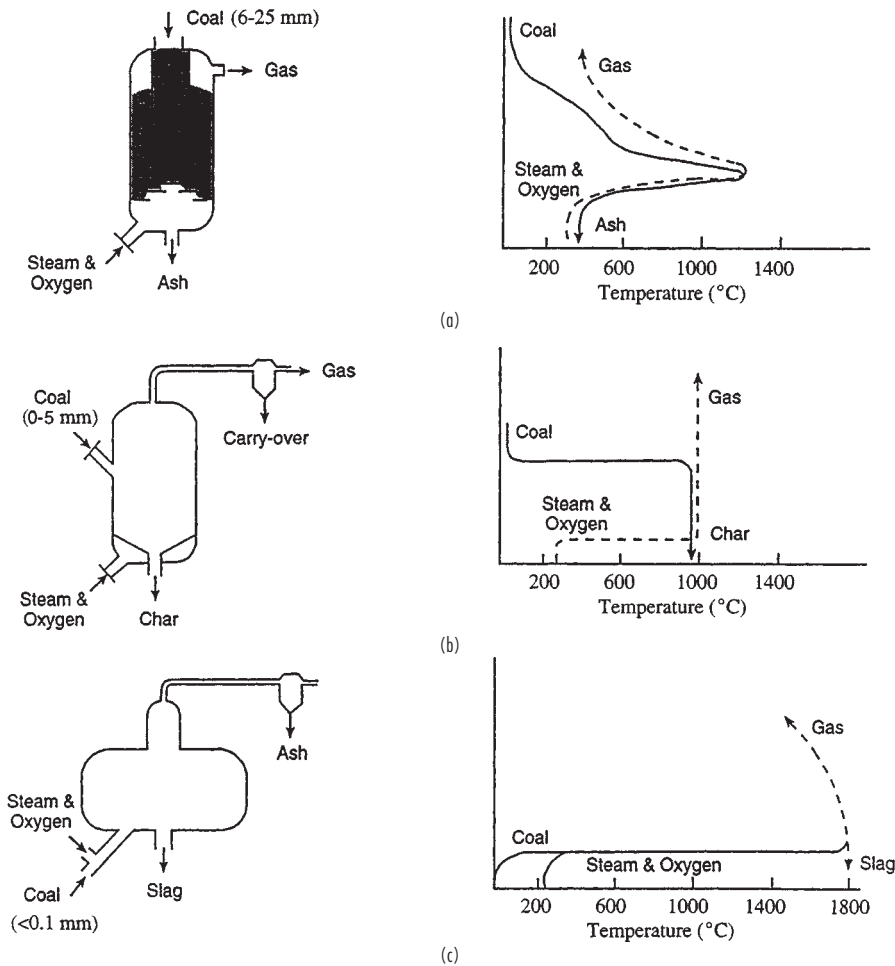 Coal (6-25 mm)
Gas
Steam &
Oxygen
Ash
Coal
Gas
Steam &
Oxygen
Ash
200 600 1000 1400
Temperature (°C)
(a)
Gas
Coal
(0-5 mm)
Carry-over
Steam &
Oxygen
Char
Gas
Coal
Steam &
Oxygen
Char
200 600 1000 1400
Temperature (°C)
(b)
Ash
Steam &
Oxygen
Coal
(<0.1 mm)
Slag
Gas
Coal
Steam & Oxygen
Slag
200 600 1000 1400 1800
Temperature (°C)
(c)